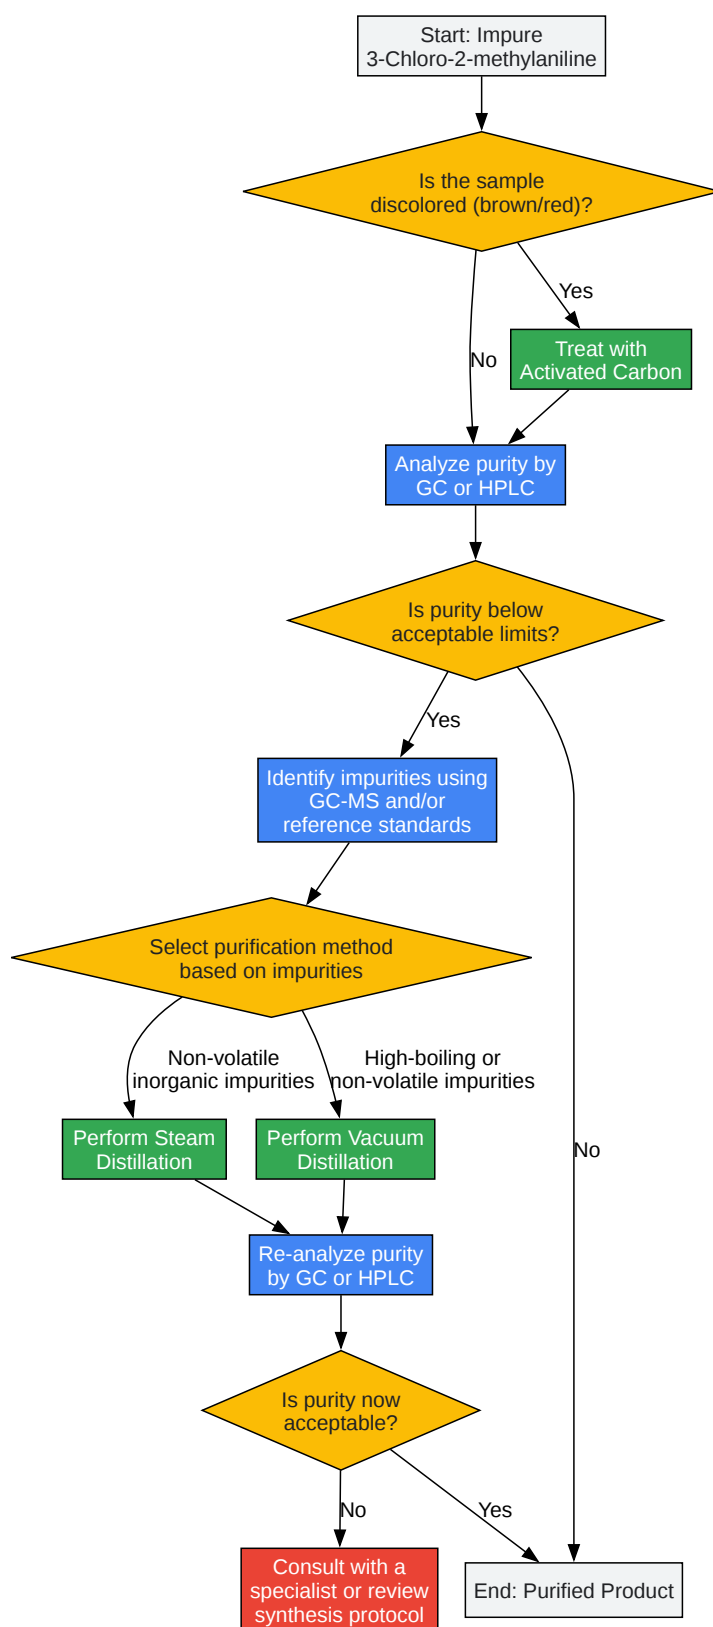 Start: Impure
3-Chloro-2-methylaniline
Is the sample
discolored (brown/red)?
Yes
No
Treat with
Activated Carbon
Analyze purity by
GC or HPLC
Is purity below
acceptable limits?
Yes
Identify impurities using
GC-MS and/or
reference standards
Select purification method
based on impurities
Non-volatile
inorganic impurities
High-boiling or
non-volatile impurities
No
Perform Steam
Distillation
Perform Vacuum
Distillation
Re-analyze purity
by GC or HPLC
Is purity now
acceptable?
No
Yes
Consult with a
specialist or review
synthesis protocol
End: Purified Product